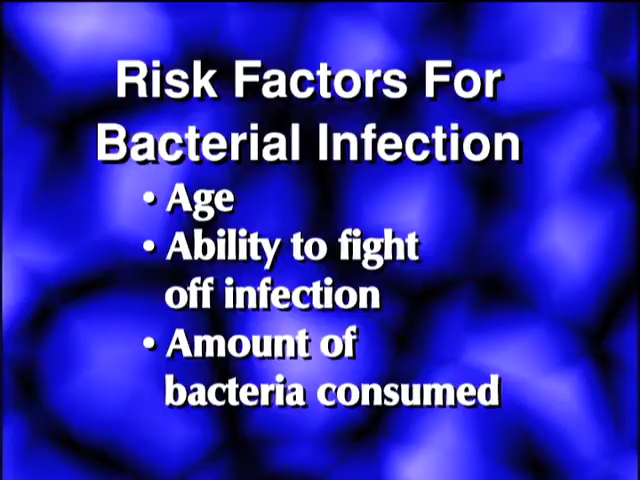 Risk Factors For
Bacterial Infection
• Age
• Ability to fight
off infection
• Amount of
bacteria consumed